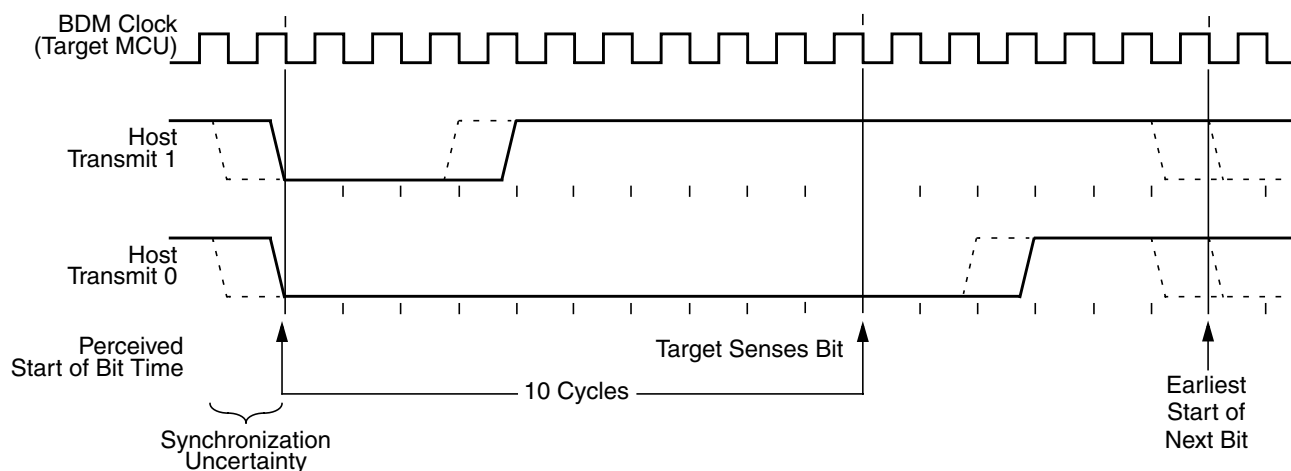 BDM Clock
(Target MCU)
Host
Transmit 1
Host
Transmit 0
Perceived
Start of Bit Time
Target Senses Bit
10 Cycles
Earliest
Start of
Next Bit
Synchronization
Uncertainty